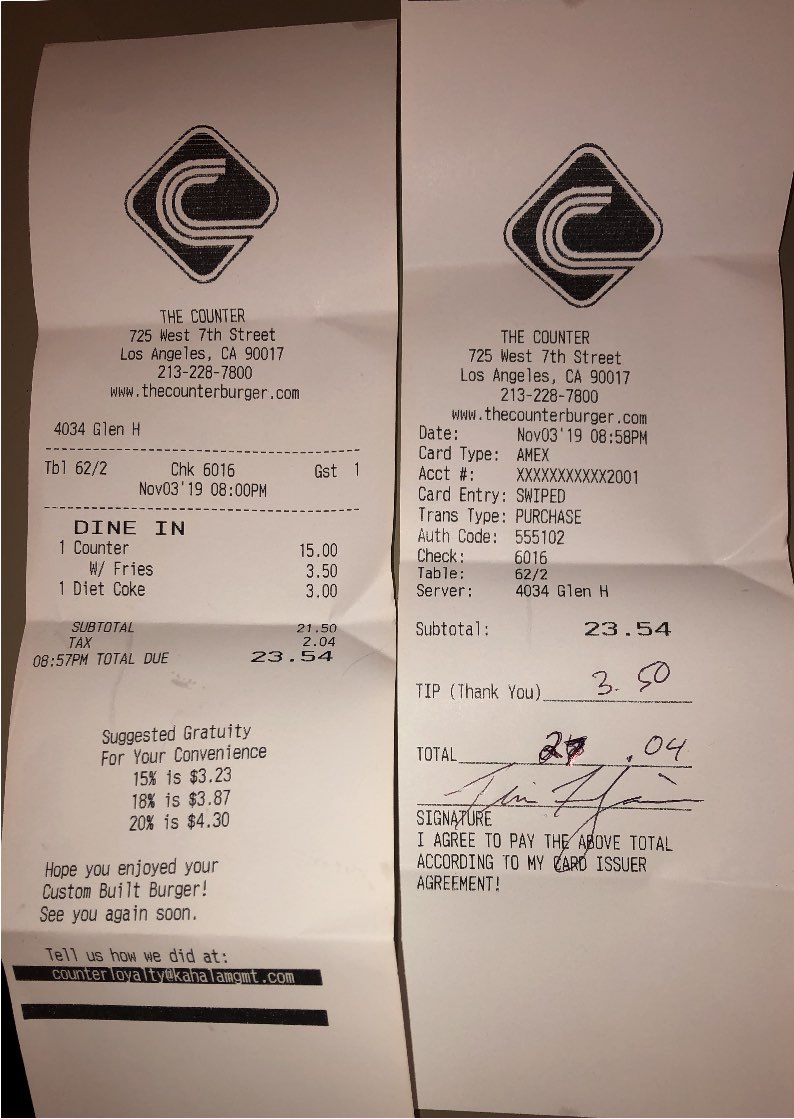 THE COUNTER
725 West 7th Street
Los Angeles, CA 90017
213-228-7800
www.thecounterburger.com
4034 Glen H
Tbl 62/2 Chk 6016 Gst 1
Nov03'19 08:00PM
DINE IN
1 Counter 15.00
W/ Fries 3.50
1 Diet Coke 3.00
SUBTOTAL 21.50
TAX 2.04
08:57PM TOTAL DUE 23.54
Suggested Gratuity
For Your Convenience
15% is $3.23
18% is $3.87
20% is $4.30
Hope you enjoyed your
Custom Built Burger!
See you again soon.
Tell us how we did at:
counterloyalty@kahalamgmt.com
THE COUNTER
725 West 7th Street
Los Angeles, CA 90017
213-228-7800
www.thecounterburger.com
Date: Nov03'19 08:58PM
Card Type: AMEX
Acct #: XXXXXXXXXXX2001
Card Entry: SWIPED
Trans Type: PURCHASE
Auth Code: 555102
Check: 6016
Table: 62/2
Server: 4034 Glen H
Subtotal: 23.54
TIP (Thank You) 3.50
TOTAL 27.04
SIGNATURE
I AGREE TO PAY THE ABOVE TOTAL
ACCORDING TO MY CARD ISSUER
AGREEMENT!